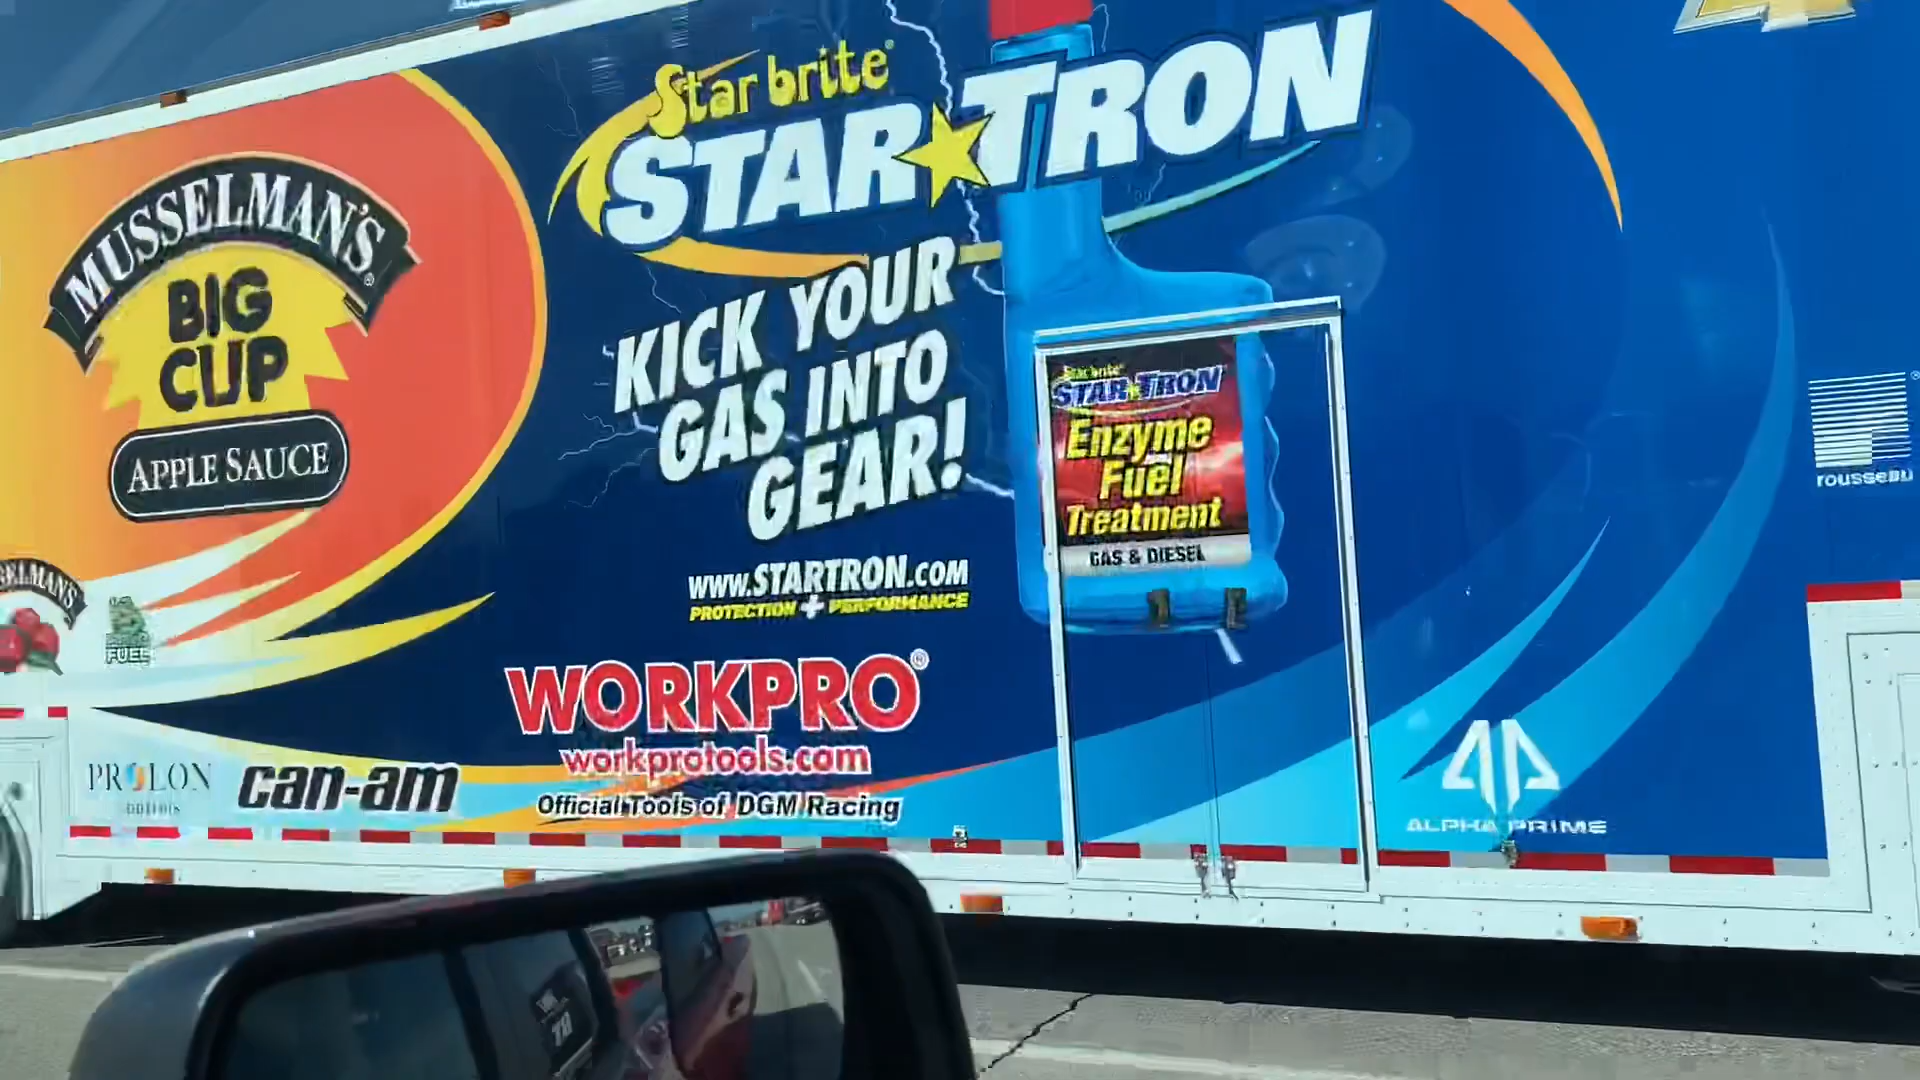 Star brite
STAR TRON
MUSSELMAN'S
BIG
CUP
APPLE SAUCE
KICK YOUR
GAS INTO
GEAR!
WWW.STARTRON.COM
PROTECTION + PERFORMANCE
Star brite
STAR TRON
Enzyme
Fuel
Treatment
GAS & DIESEL
rousseau
FUEL
WORKPRO
workprotools.com
Official Tools of DGM Racing
PROLON
can-am
ALPHA PRIME